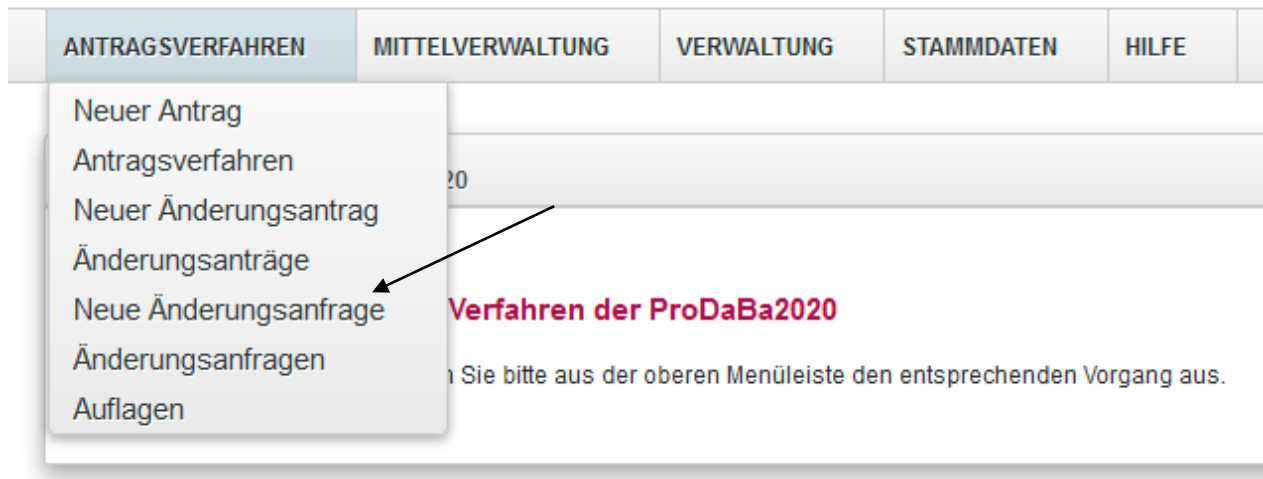 ANTRAGSVERFAHREN MITTELVERWALTUNG VERWALTUNG STAMMDATEN HILFE
Neuer Antrag
Antragsverfahren
20
Neuer Änderungsantrag
Änderungsanträge
Neue Änderungsanfrage Verfahren der ProDaBa2020
Änderungsanfragen Sie bitte aus der oberen Menüleiste den entsprechenden Vorgang aus.
Auflagen